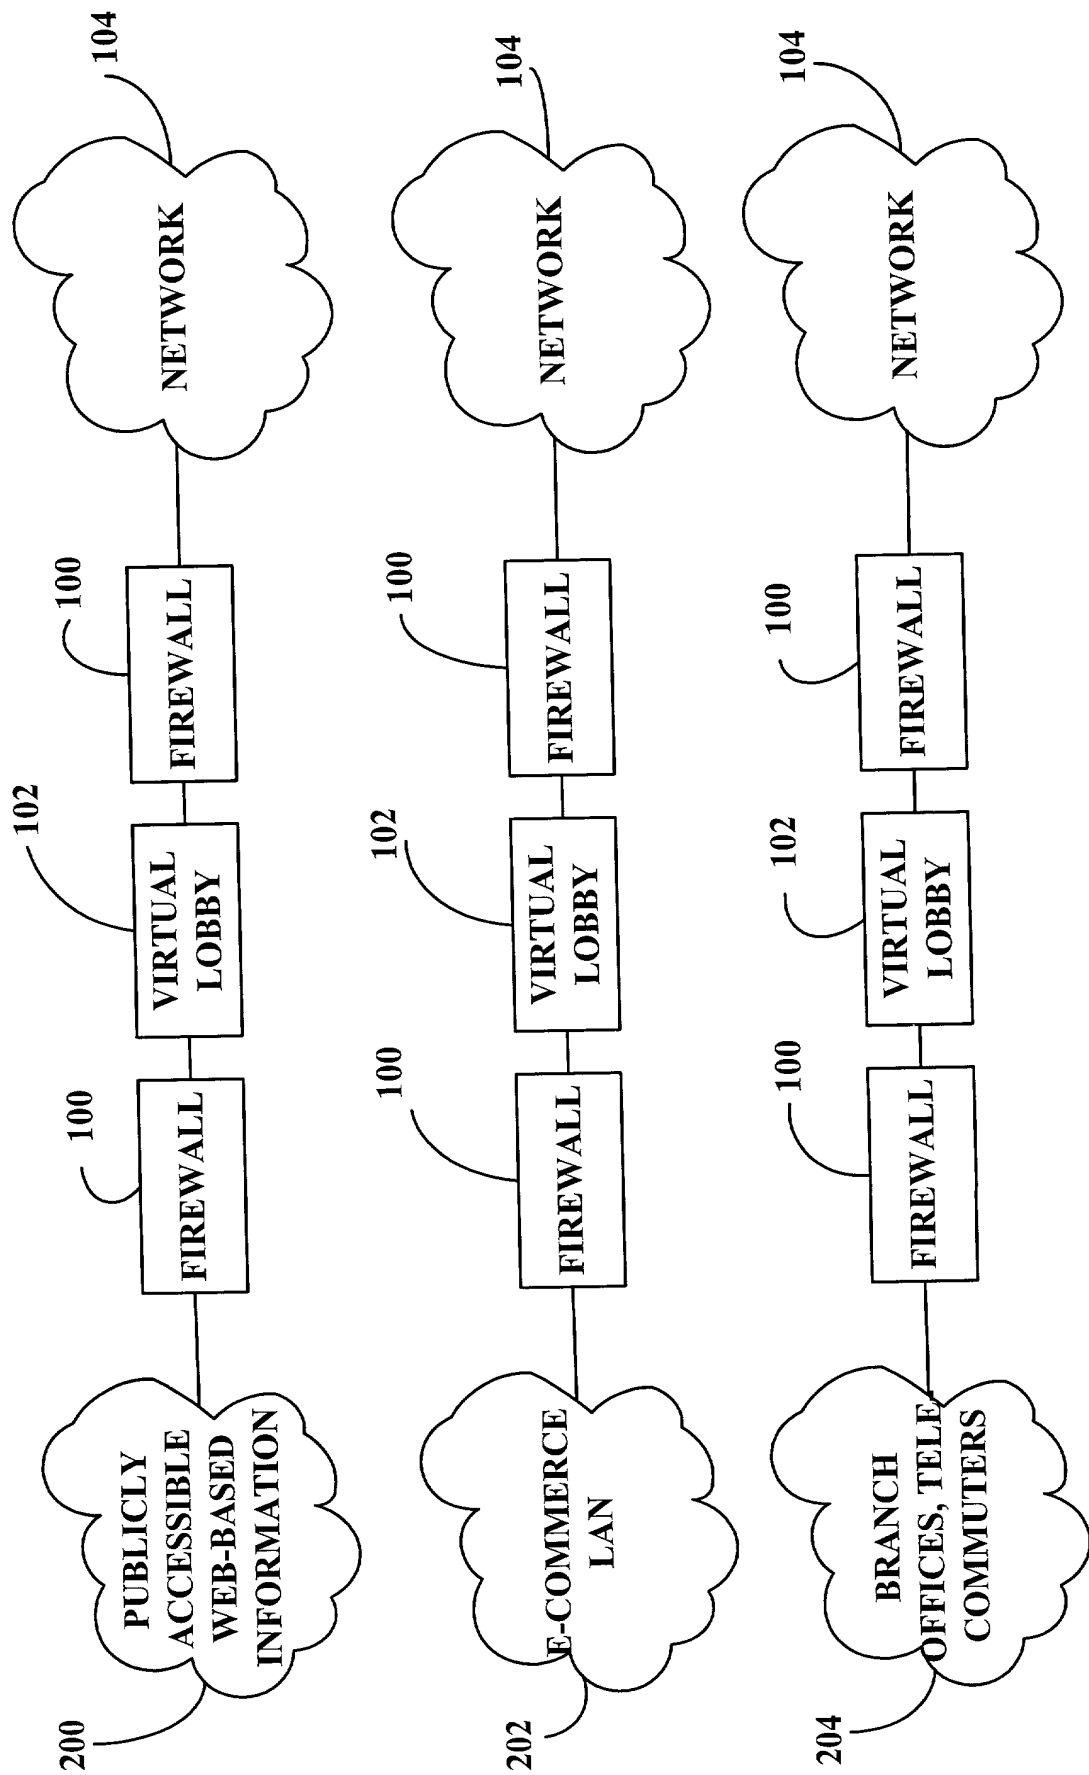 104
NETWORK
100
FIREWALL
102
VIRTUAL
LOBBY
100
FIREWALL
PUBLICLY
ACCESSIBLE
WEB-BASED
INFORMATION
200
104
NETWORK
100
FIREWALL
102
VIRTUAL
LOBBY
100
FIREWALL
E-COMMERCE
LAN
202
104
NETWORK
100
FIREWALL
102
VIRTUAL
LOBBY
100
FIREWALL
BRANCH
OFFICES, TELE
COMMUTERS
204